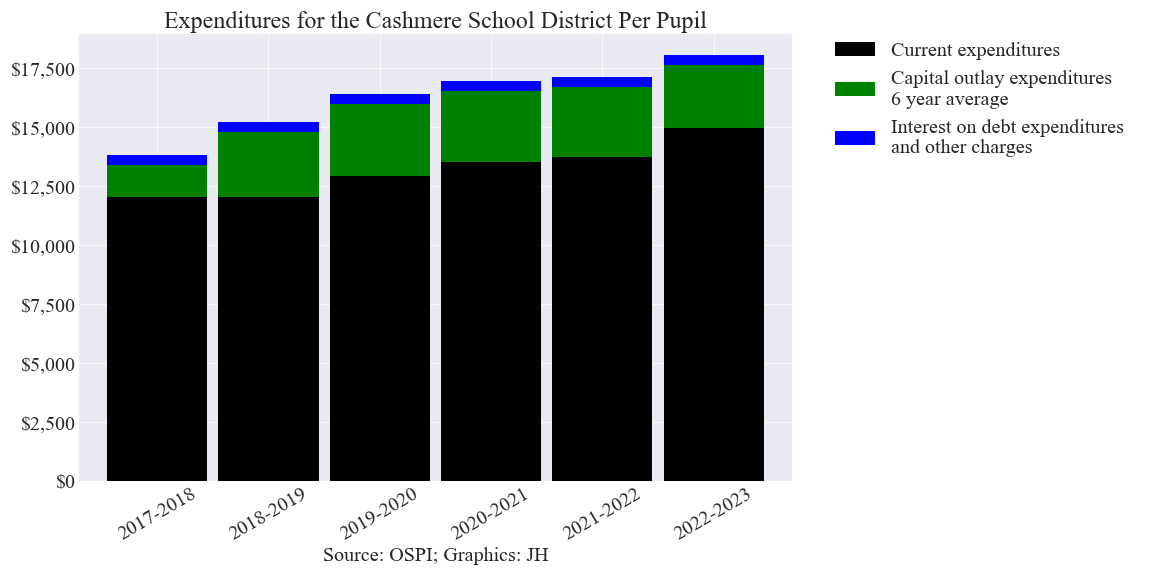 Expenditures for the Cashmere School District Per Pupil
$17,500
$15,000
$12,500
$10,000
$7,500
$5,000
$2,500
$0
2017-2018
2018-2019
2019-2020
2020-2021
2021-2022
2022-2023
Source: OSPI; Graphics: JH
Current expenditures
Capital outlay expenditures
6 year average
Interest on debt expenditures
and other charges